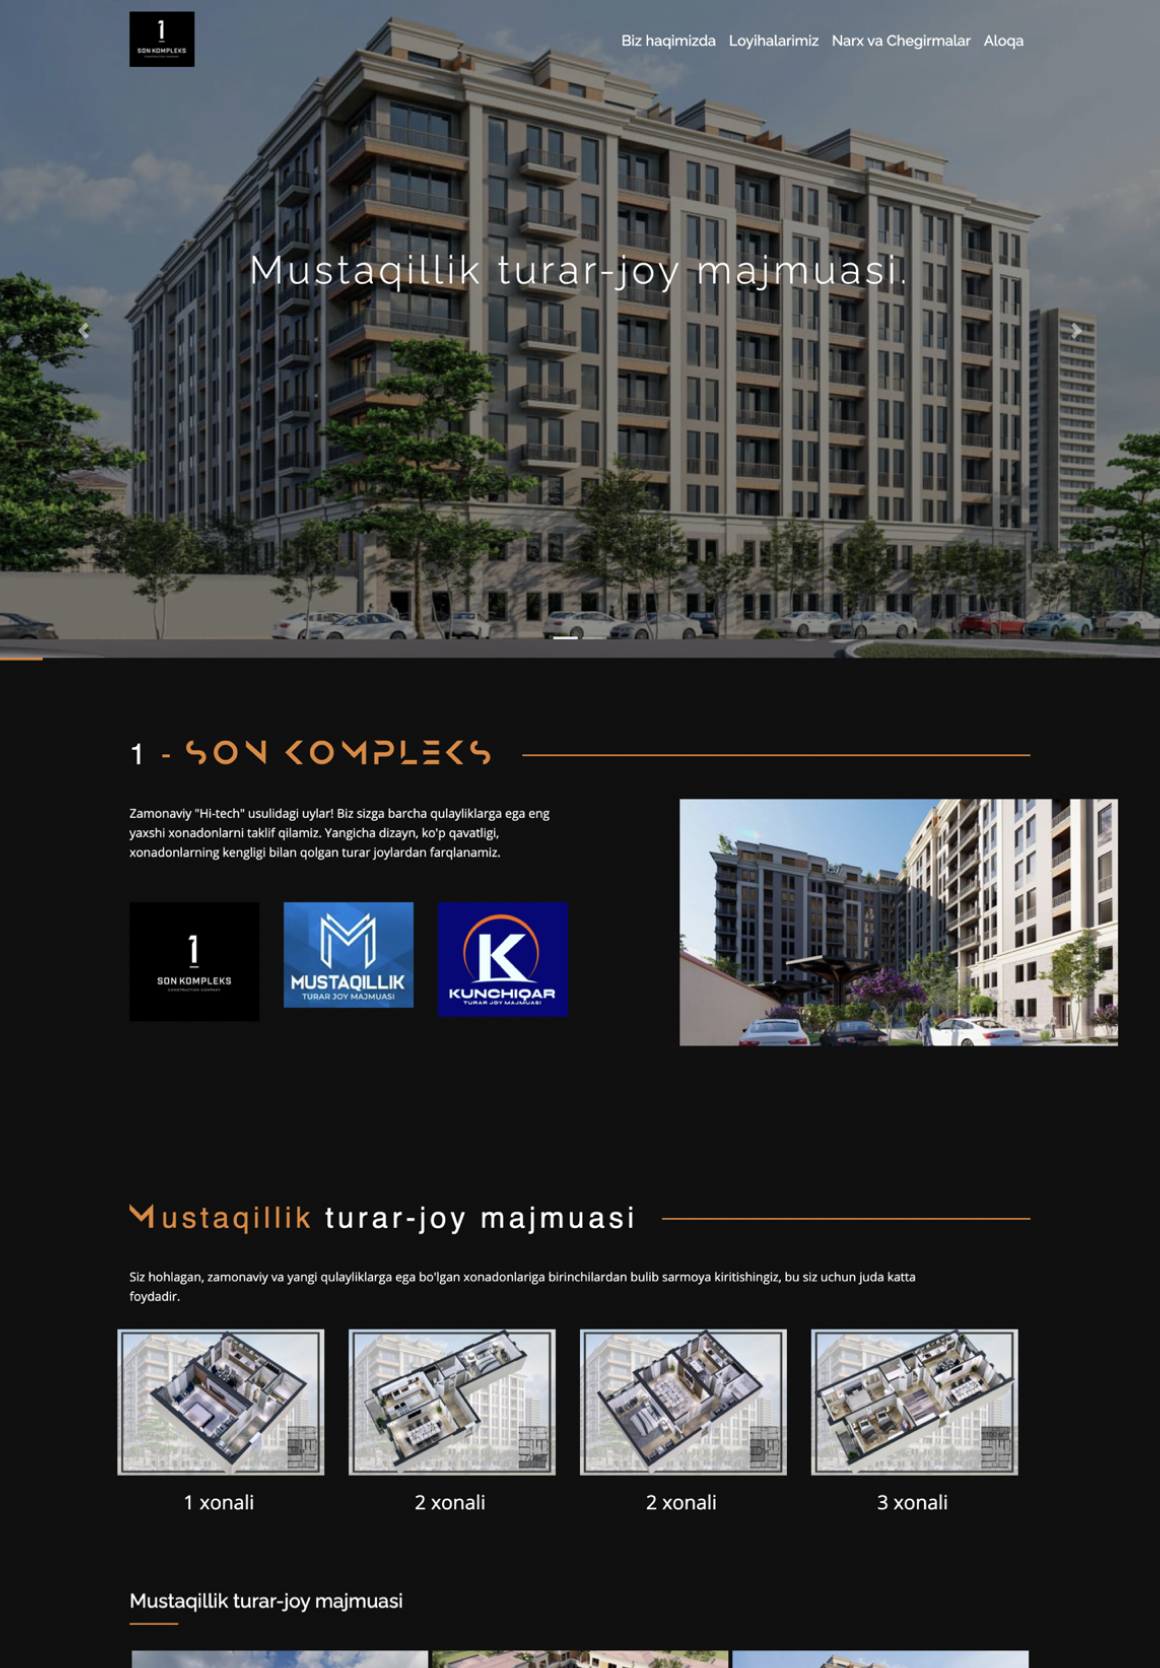 1
SON KOMPLEKS
CONSTRUCTION COMPANY
Biz haqimizda Loyihalarimiz Narx va Chegirmalar Aloqa
Mustaqillik turar-joy majmuasi.
1 - SON KOMPLEKS
Zamonaviy "Hi-tech" usulidagi uylar! Biz sizga barcha qulayliklarga ega eng
yaxshi xonadonlarni taklif qilamiz. Yangicha dizayn, ko'p qavatligi,
xonadonlarning kengligi bilan qolgan turar joylardan farqlanamiz.
1
SON KOMPLEKS
CONSTRUCTION COMPANY
MUSTAQILLIK
TURAR JOY MAJMUASI
K
KUNCHIQAR
TURAR JOY MAJMUASI
Mustaqillik turar-joy majmuasi
Siz hohlagan, zamonaviy va yangi qulayliklarga ega bo'lgan xonadonlariga birinchilardan bulib sarmoya kiritishingiz, bu siz uchun juda katta
foydadir.
1 xonali
2 xonali
2 xonali
3 xonali
Mustaqillik turar-joy majmuasi